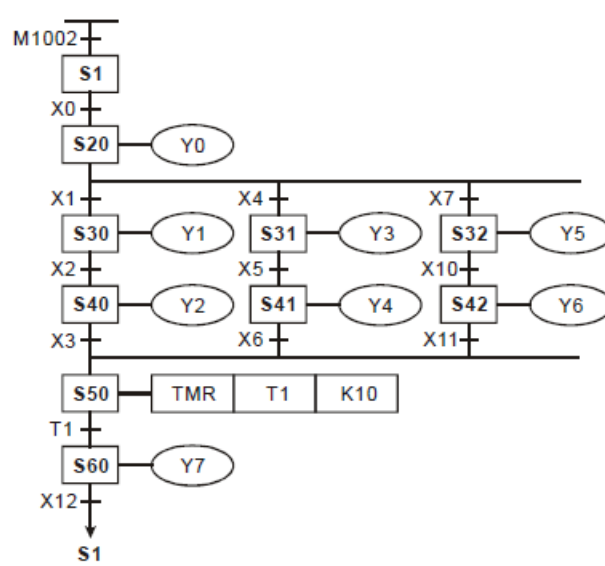 M1002
S1
X0
S20 Y0
X1 X4 X7
S30 Y1 S31 Y3 S32 Y5
X2 X5 X10
S40 Y2 S41 Y4 S42 Y6
X3 X6 X11
S50 TMR T1 K10
T1
S60 Y7
X12
S1